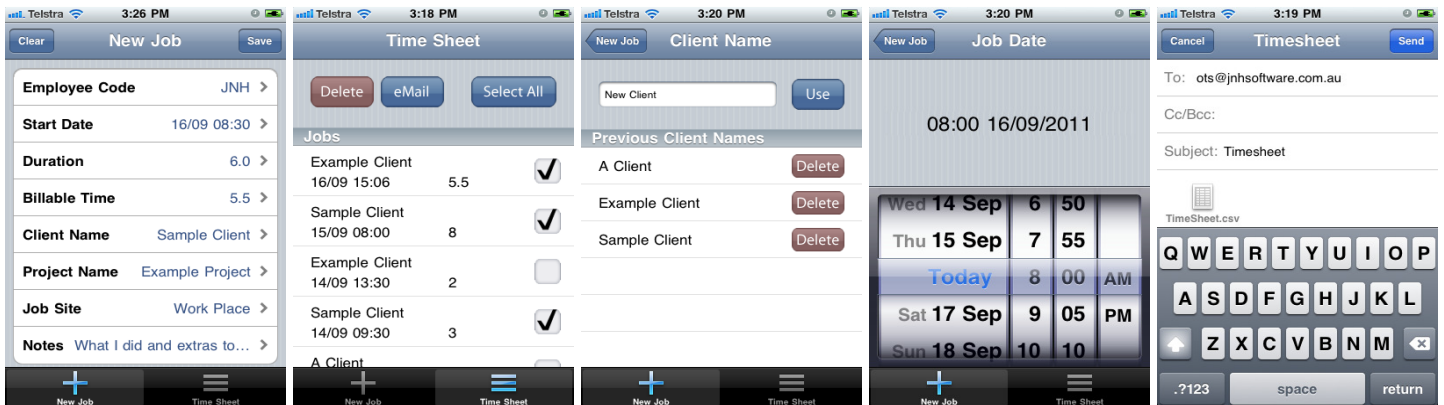 Telstra 3:26 PM
Clear New Job Save
Employee Code JNH
Start Date 16/09 08:30
Duration 6.0
Billable Time 5.5
Client Name Sample Client
Project Name Example Project
Job Site Work Place
Notes What I did and extras to...
New Job Time Sheet
Telstra 3:18 PM
Time Sheet
Delete eMail Select All
Jobs
Example Client
16/09 15:06 5.5
Sample Client
15/09 08:00 8
Example Client
14/09 13:30 2
Sample Client
14/09 09:30 3
A Client
New Job Time Sheet
Telstra 3:20 PM
New Job Client Name
New Client Use
Previous Client Names
A Client Delete
Example Client Delete
Sample Client Delete
New Job Time Sheet
Telstra 3:20 PM
New Job Job Date
08:00 16/09/2011
Wed 14 Sep 6 50
Thu 15 Sep 7 55
Today 8 00 AM
Sat 17 Sep 9 05 PM
Sun 18 Sep 10 10
New Job Time Sheet
Telstra 3:19 PM
Cancel Timesheet Send
To: ots@jnhsoftware.com.au
Cc/Bcc:
Subject: Timesheet
TimeSheet.csv
Q W E R T Y U I O P
A S D F G H J K L
Z X C V B N M
.?123 space return